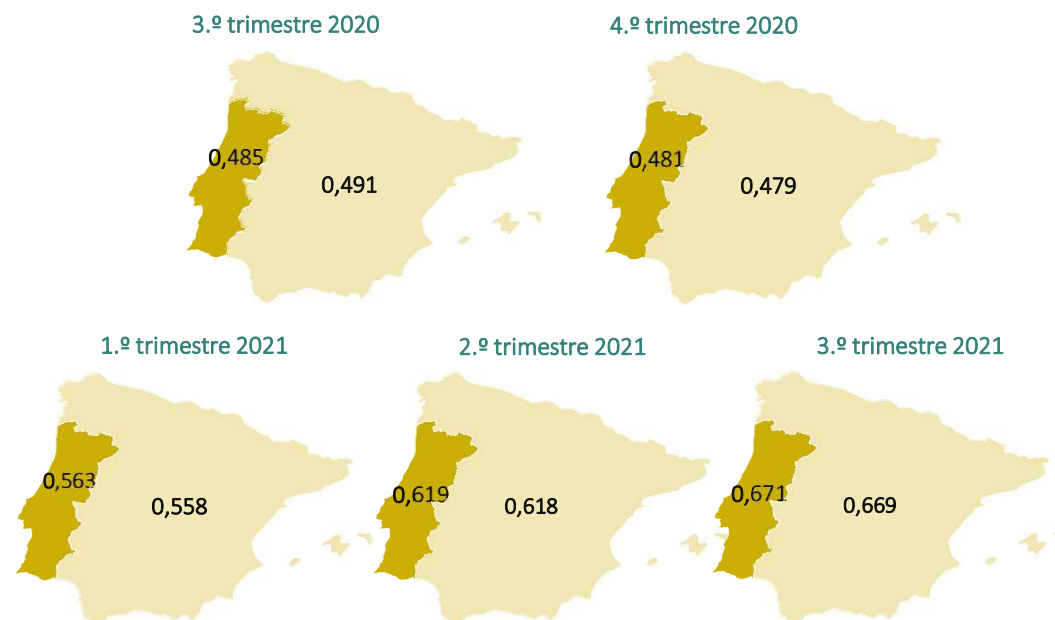 3.º trimestre 2020
4.º trimestre 2020
0,485
0,491
0,481
0,479
1.º trimestre 2021
2.º trimestre 2021
3.º trimestre 2021
0,563
0,558
0,619
0,618
0,671
0,669